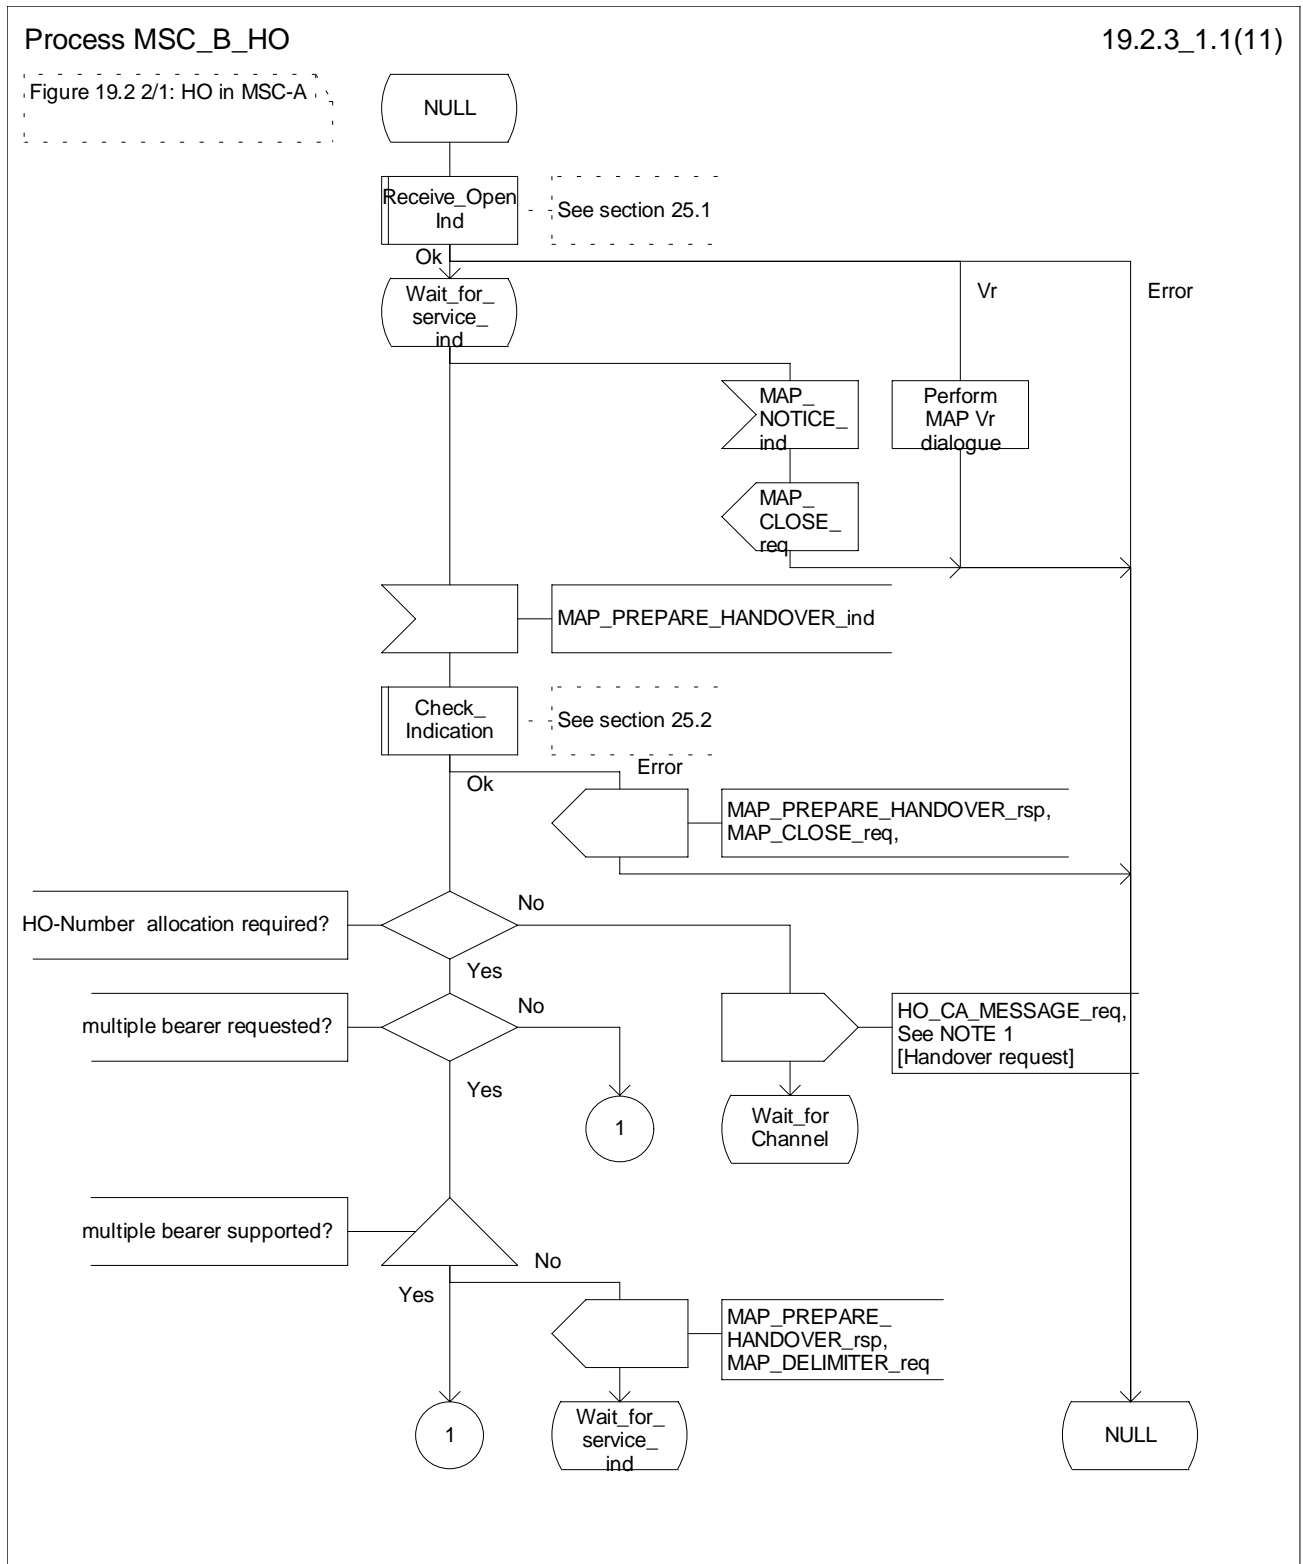 Process MSC_B_HO
19.2.3_1.1(11)
Figure 19.2 2/1: HO in MSC-A
NULL
Receive_Open
Ind
See section 25.1
Ok
Vr
Error
Wait_for_
service_
ind
MAP_
NOTICE_
ind
Perform
MAP Vr
dialogue
MAP_
CLOSE_
req
MAP_PREPARE_HANDOVER_ind
Check_
Indication
See section 25.2
Ok
Error
MAP_PREPARE_HANDOVER_rsp,
MAP_CLOSE_req,
HO-Number allocation required?
No
Yes
multiple bearer requested?
No
HO_CA_MESSAGE_req,
See NOTE 1
[Handover request]
Yes
1
Wait_for
Channel
multiple bearer supported?
No
Yes
MAP_PREPARE_
HANDOVER_rsp,
MAP_DELIMITER_req
1
Wait_for_
service_
ind
NULL